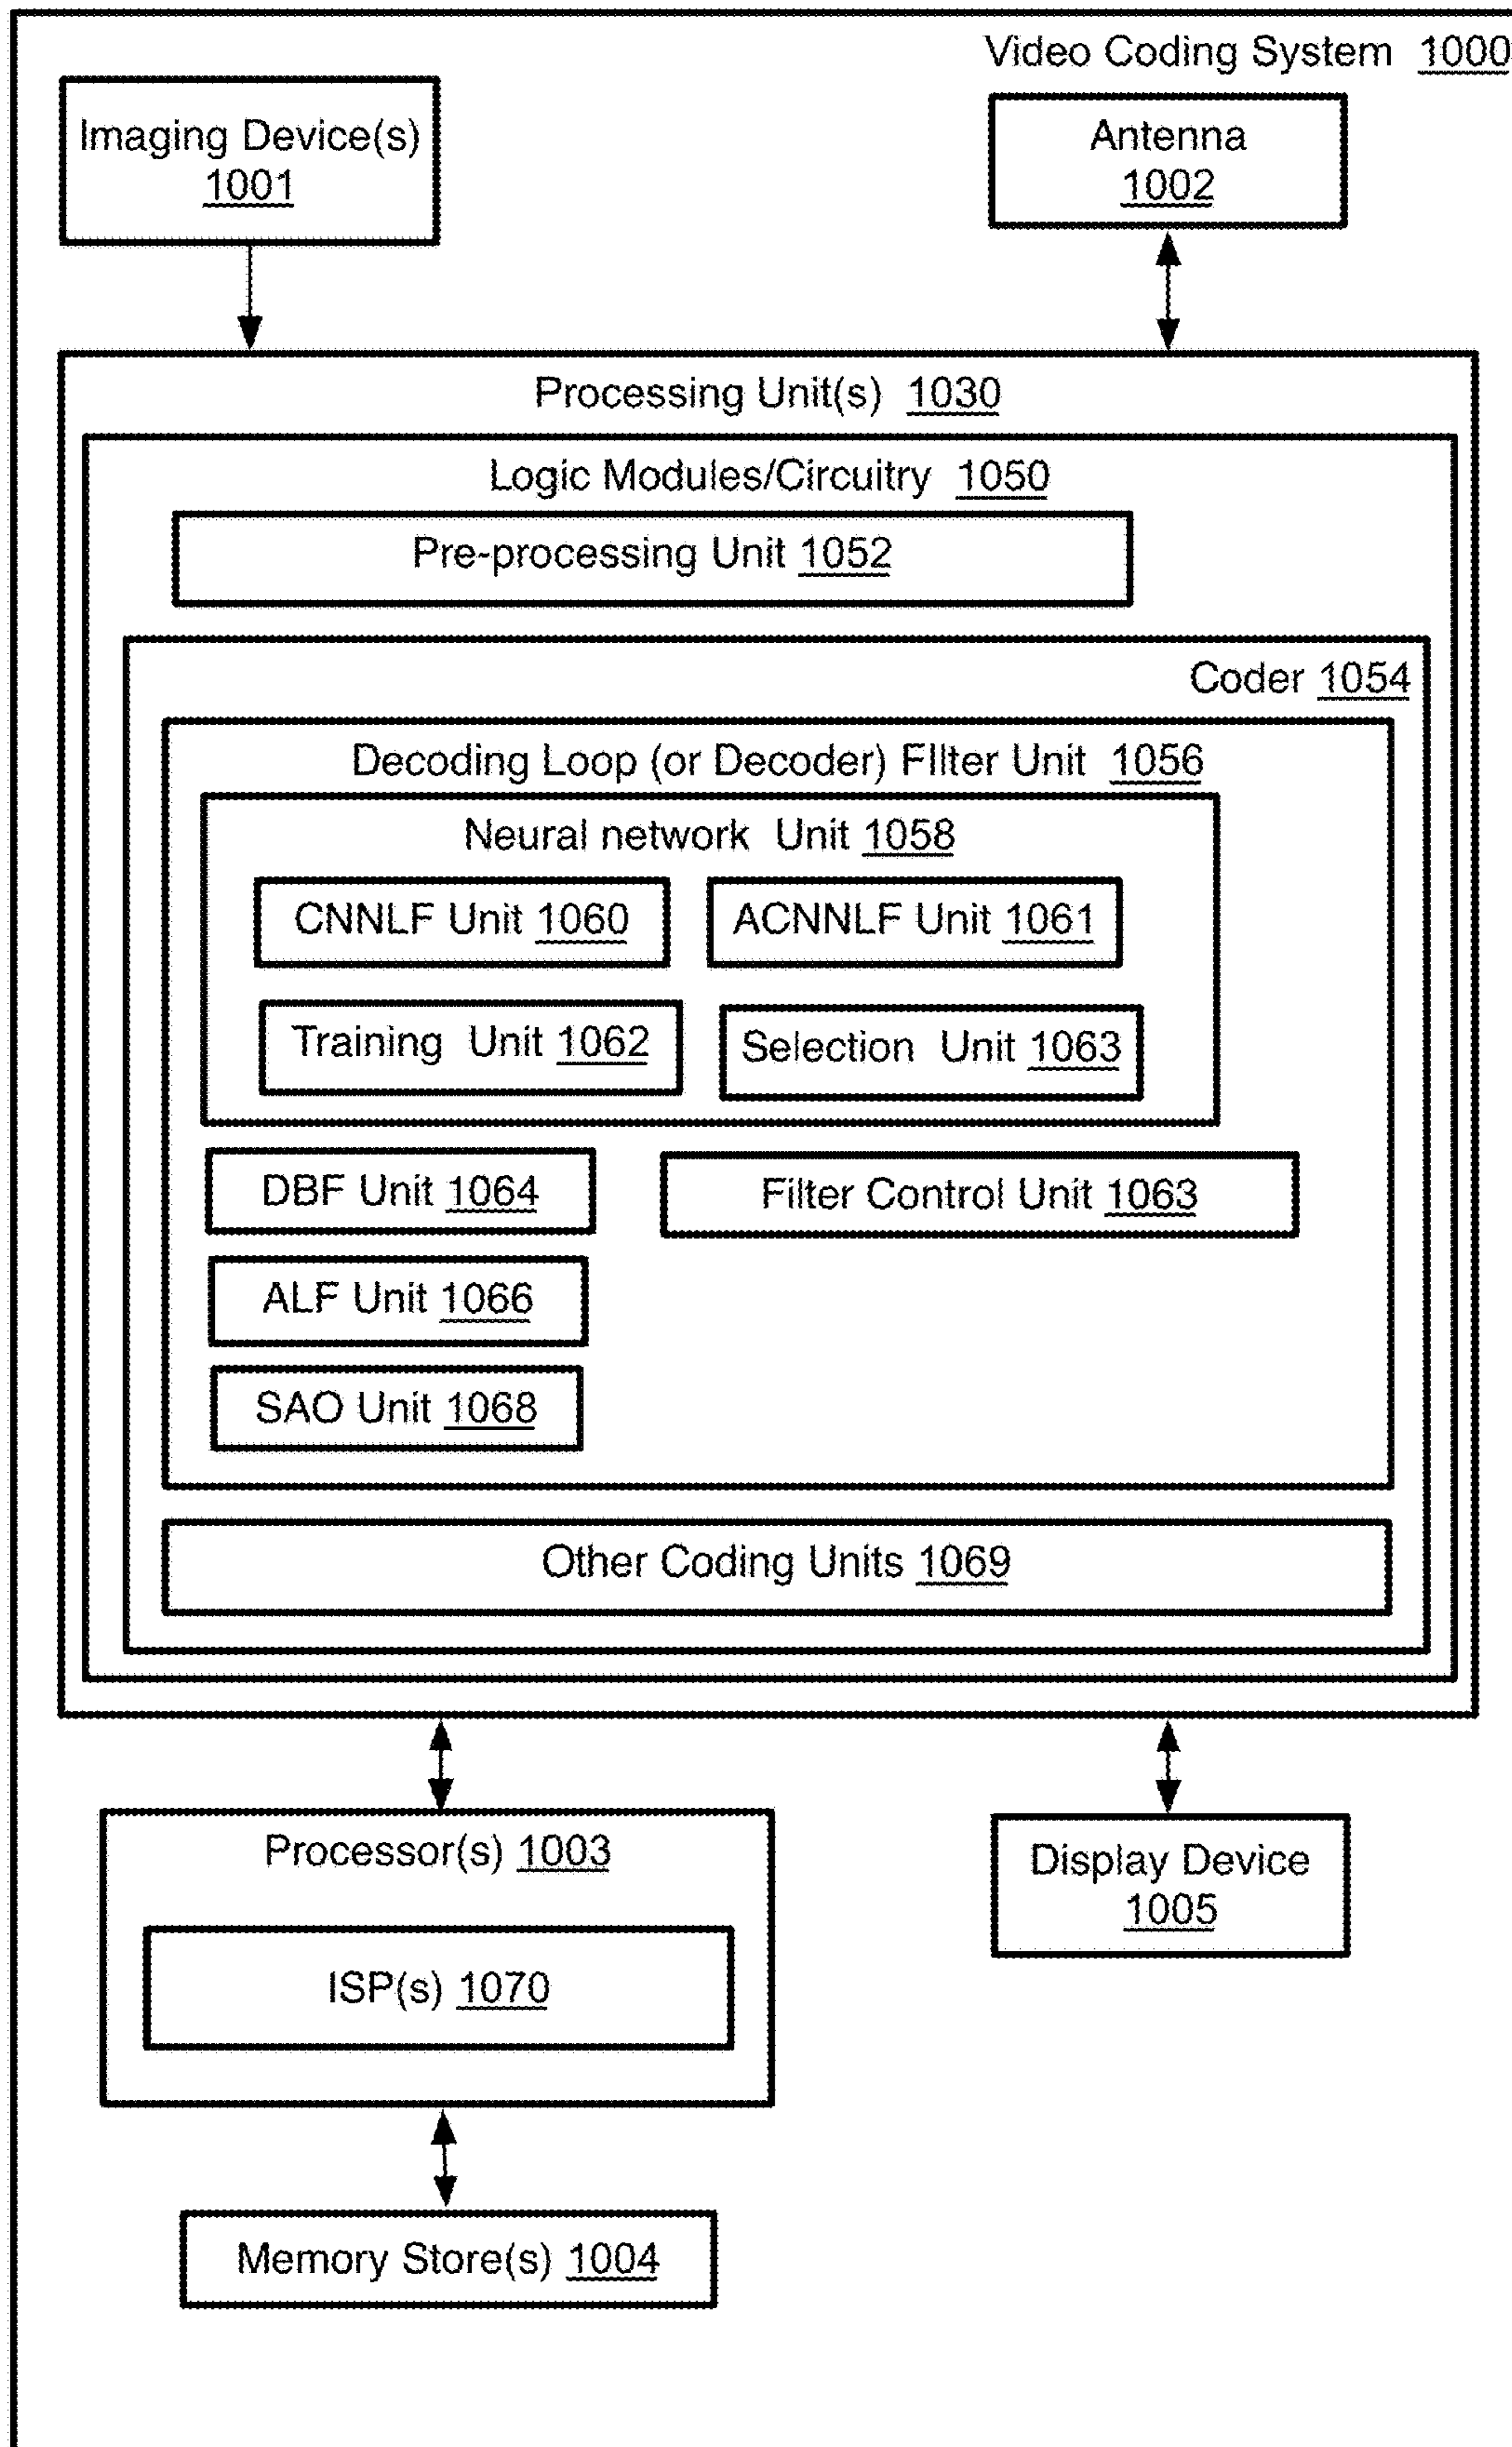 Video Coding System 1000
Imaging Device(s)
1001
Antenna
1002
Processing Unit(s) 1030
Logic Modules/Circuitry 1050
Pre-processing Unit 1052
Coder 1054
Decoding Loop (or Decoder) FIlter Unit 1056
Neural network Unit 1058
CNNLF Unit 1060
ACNNLF Unit 1061
Training Unit 1062
Selection Unit 1063
DBF Unit 1064
Filter Control Unit 1063
ALF Unit 1066
SAO Unit 1068
Other Coding Units 1069
Processor(s) 1003
ISP(s) 1070
Display Device
1005
Memory Store(s) 1004